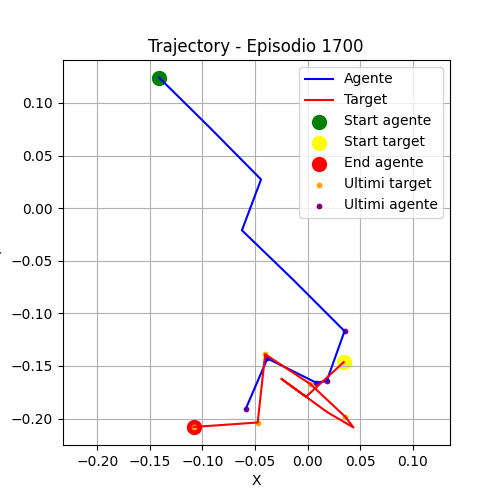 Trajectory - Episodio 1700
Agente
Target
Start agente
Start target
End agente
Ultimi target
Ultimi agente
0.10
0.05
0.00
−0.05
−0.10
−0.15
−0.20
−0.20 −0.15 −0.10 −0.05 0.00 0.05 0.10
X